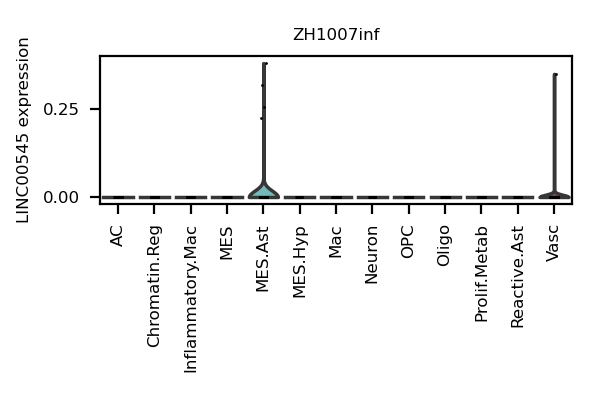 ZH1007inf
LINC00545 expression
0.25
0.00
AC
Chromatin.Reg
Inflammatory.Mac
MES
MES.Ast
MES.Hyp
Mac
Neuron
OPC
Oligo
Prolif.Metab
Reactive.Ast
Vasc